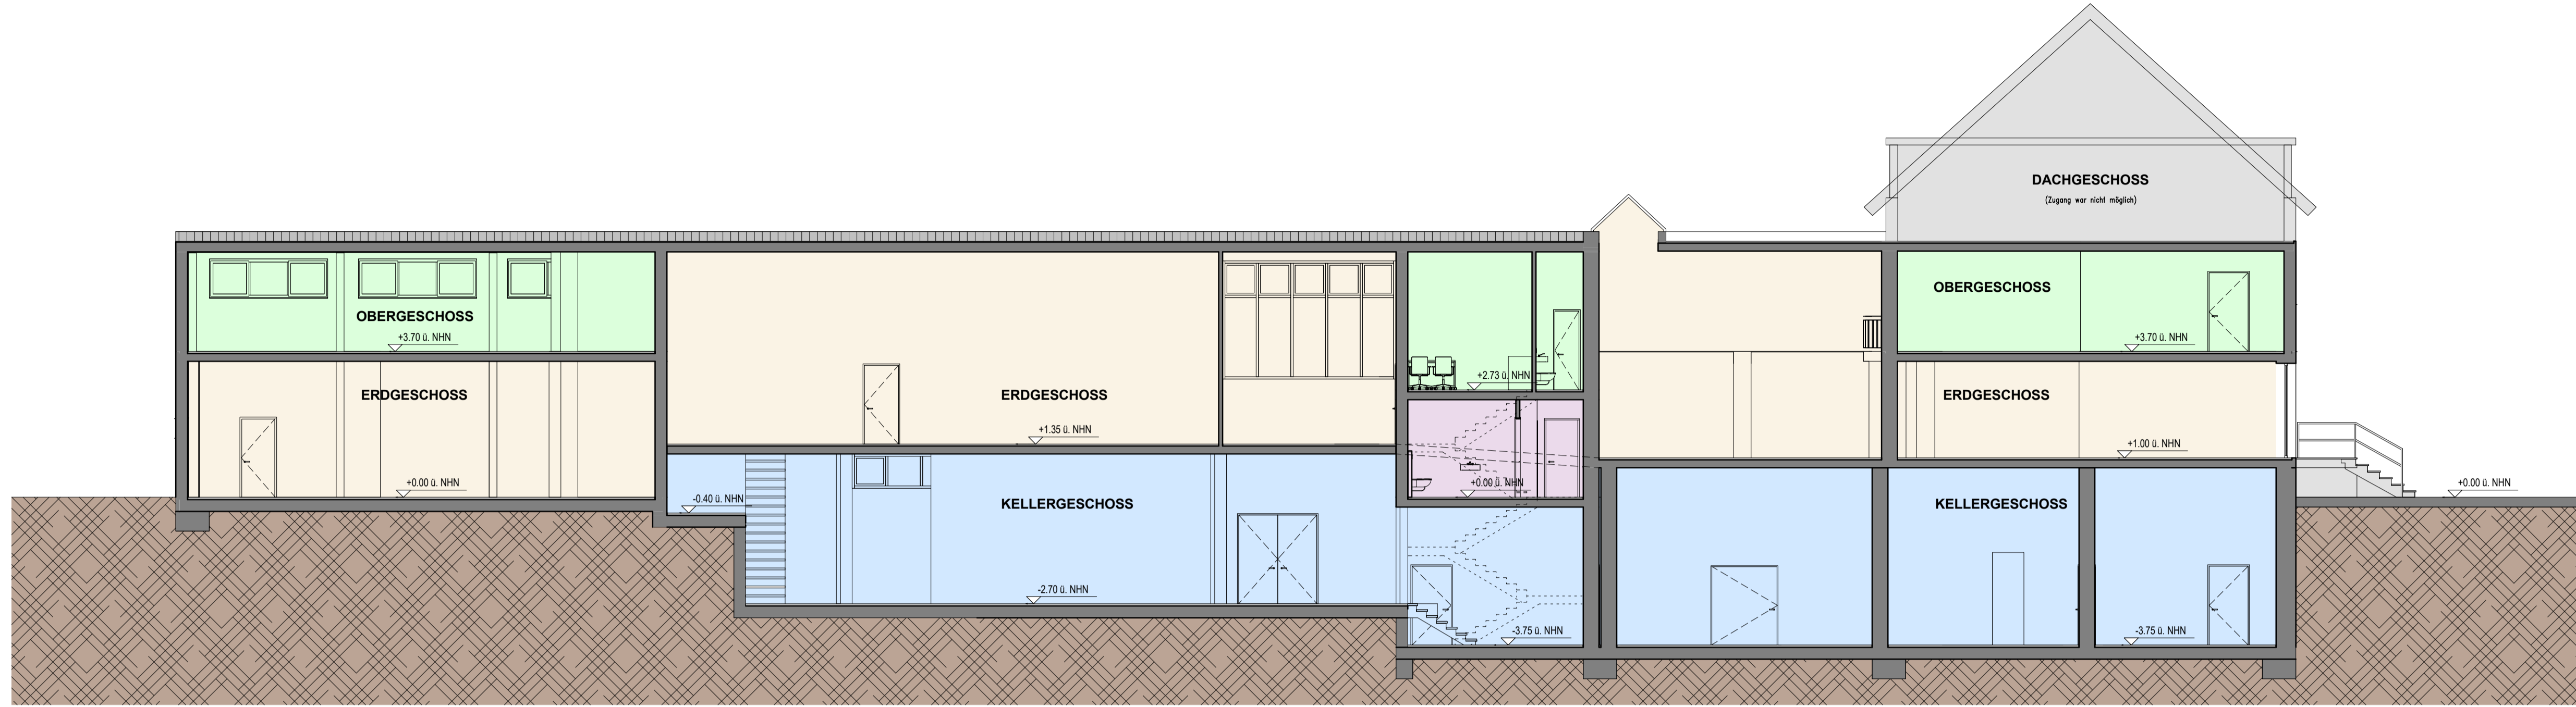 DACHGESCHOSS
(Zugang war nicht möglich)
OBERGESCHOSS
+3.70 ü. NHN
OBERGESCHOSS
+3.70 ü. NHN
+2.73 ü. NHN
ERDGESCHOSS
+0.00 ü. NHN
ERDGESCHOSS
+1.35 ü. NHN
+0.00 ü. NHN
ERDGESCHOSS
+1.00 ü. NHN
+0.00 ü. NHN
-0.40 ü. NHN
KELLERGESCHOSS
-2.70 ü. NHN
-3.75 ü. NHN
KELLERGESCHOSS
-3.75 ü. NHN